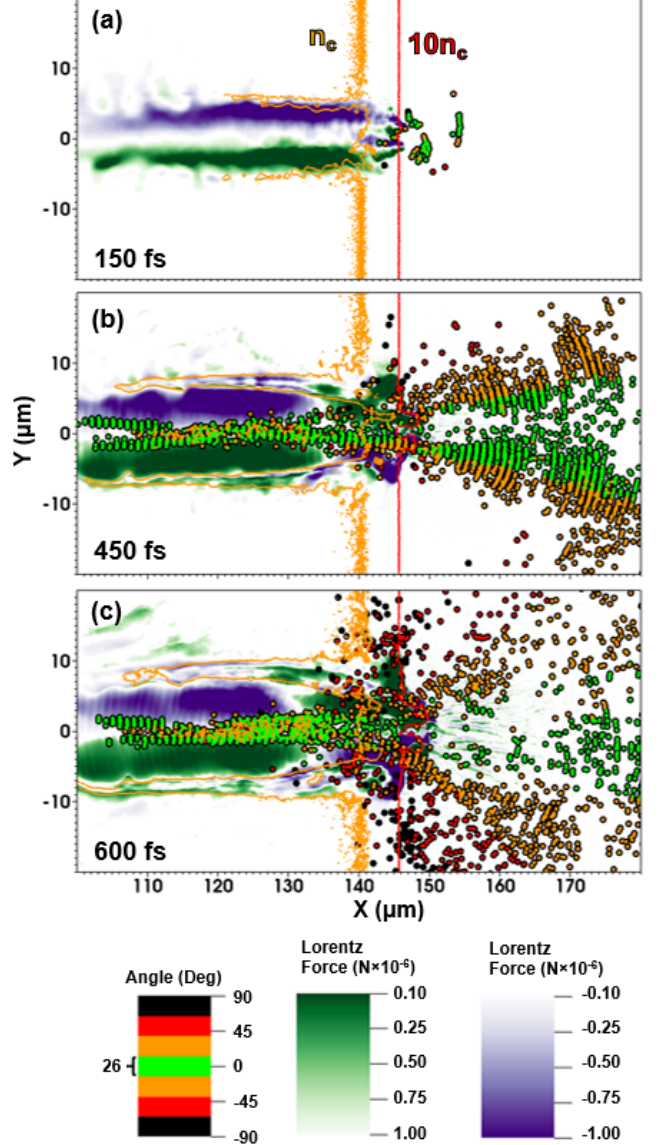 (a)
n_c
10n_c
10
0
-10
150 fs
(b)
10
0
-10
450 fs
Y (μm)
(c)
10
0
-10
600 fs
110 120 130 140 150 160 170
X (μm)
Angle (Deg)
90
45
26
0
-45
-90
Lorentz
Force (N×10⁻⁶)
0.10
0.25
0.50
0.75
1.00
Lorentz
Force (N×10⁻⁶)
-0.10
-0.25
-0.50
-0.75
-1.00